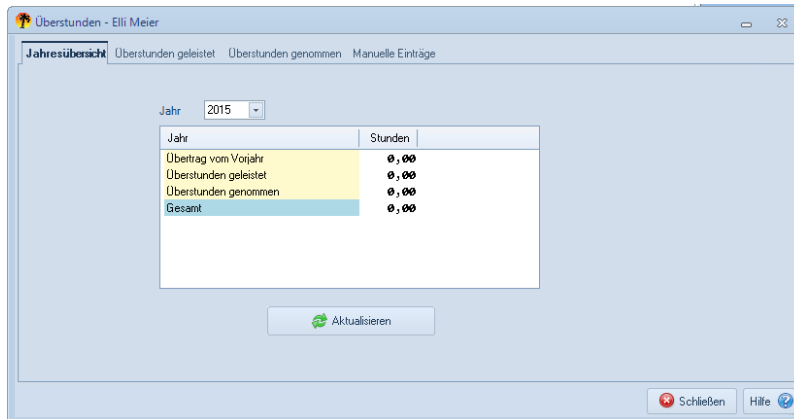 Überstunden - Elli Meier
Jahresübersicht Überstunden geleistet Überstunden genommen Manuelle Einträge
Jahr 2015
Jahr Stunden
Übertrag vom Vorjahr 0,00
Überstunden geleistet 0,00
Überstunden genommen 0,00
Gesamt 0,00
Aktualisieren
Schließen Hilfe ?